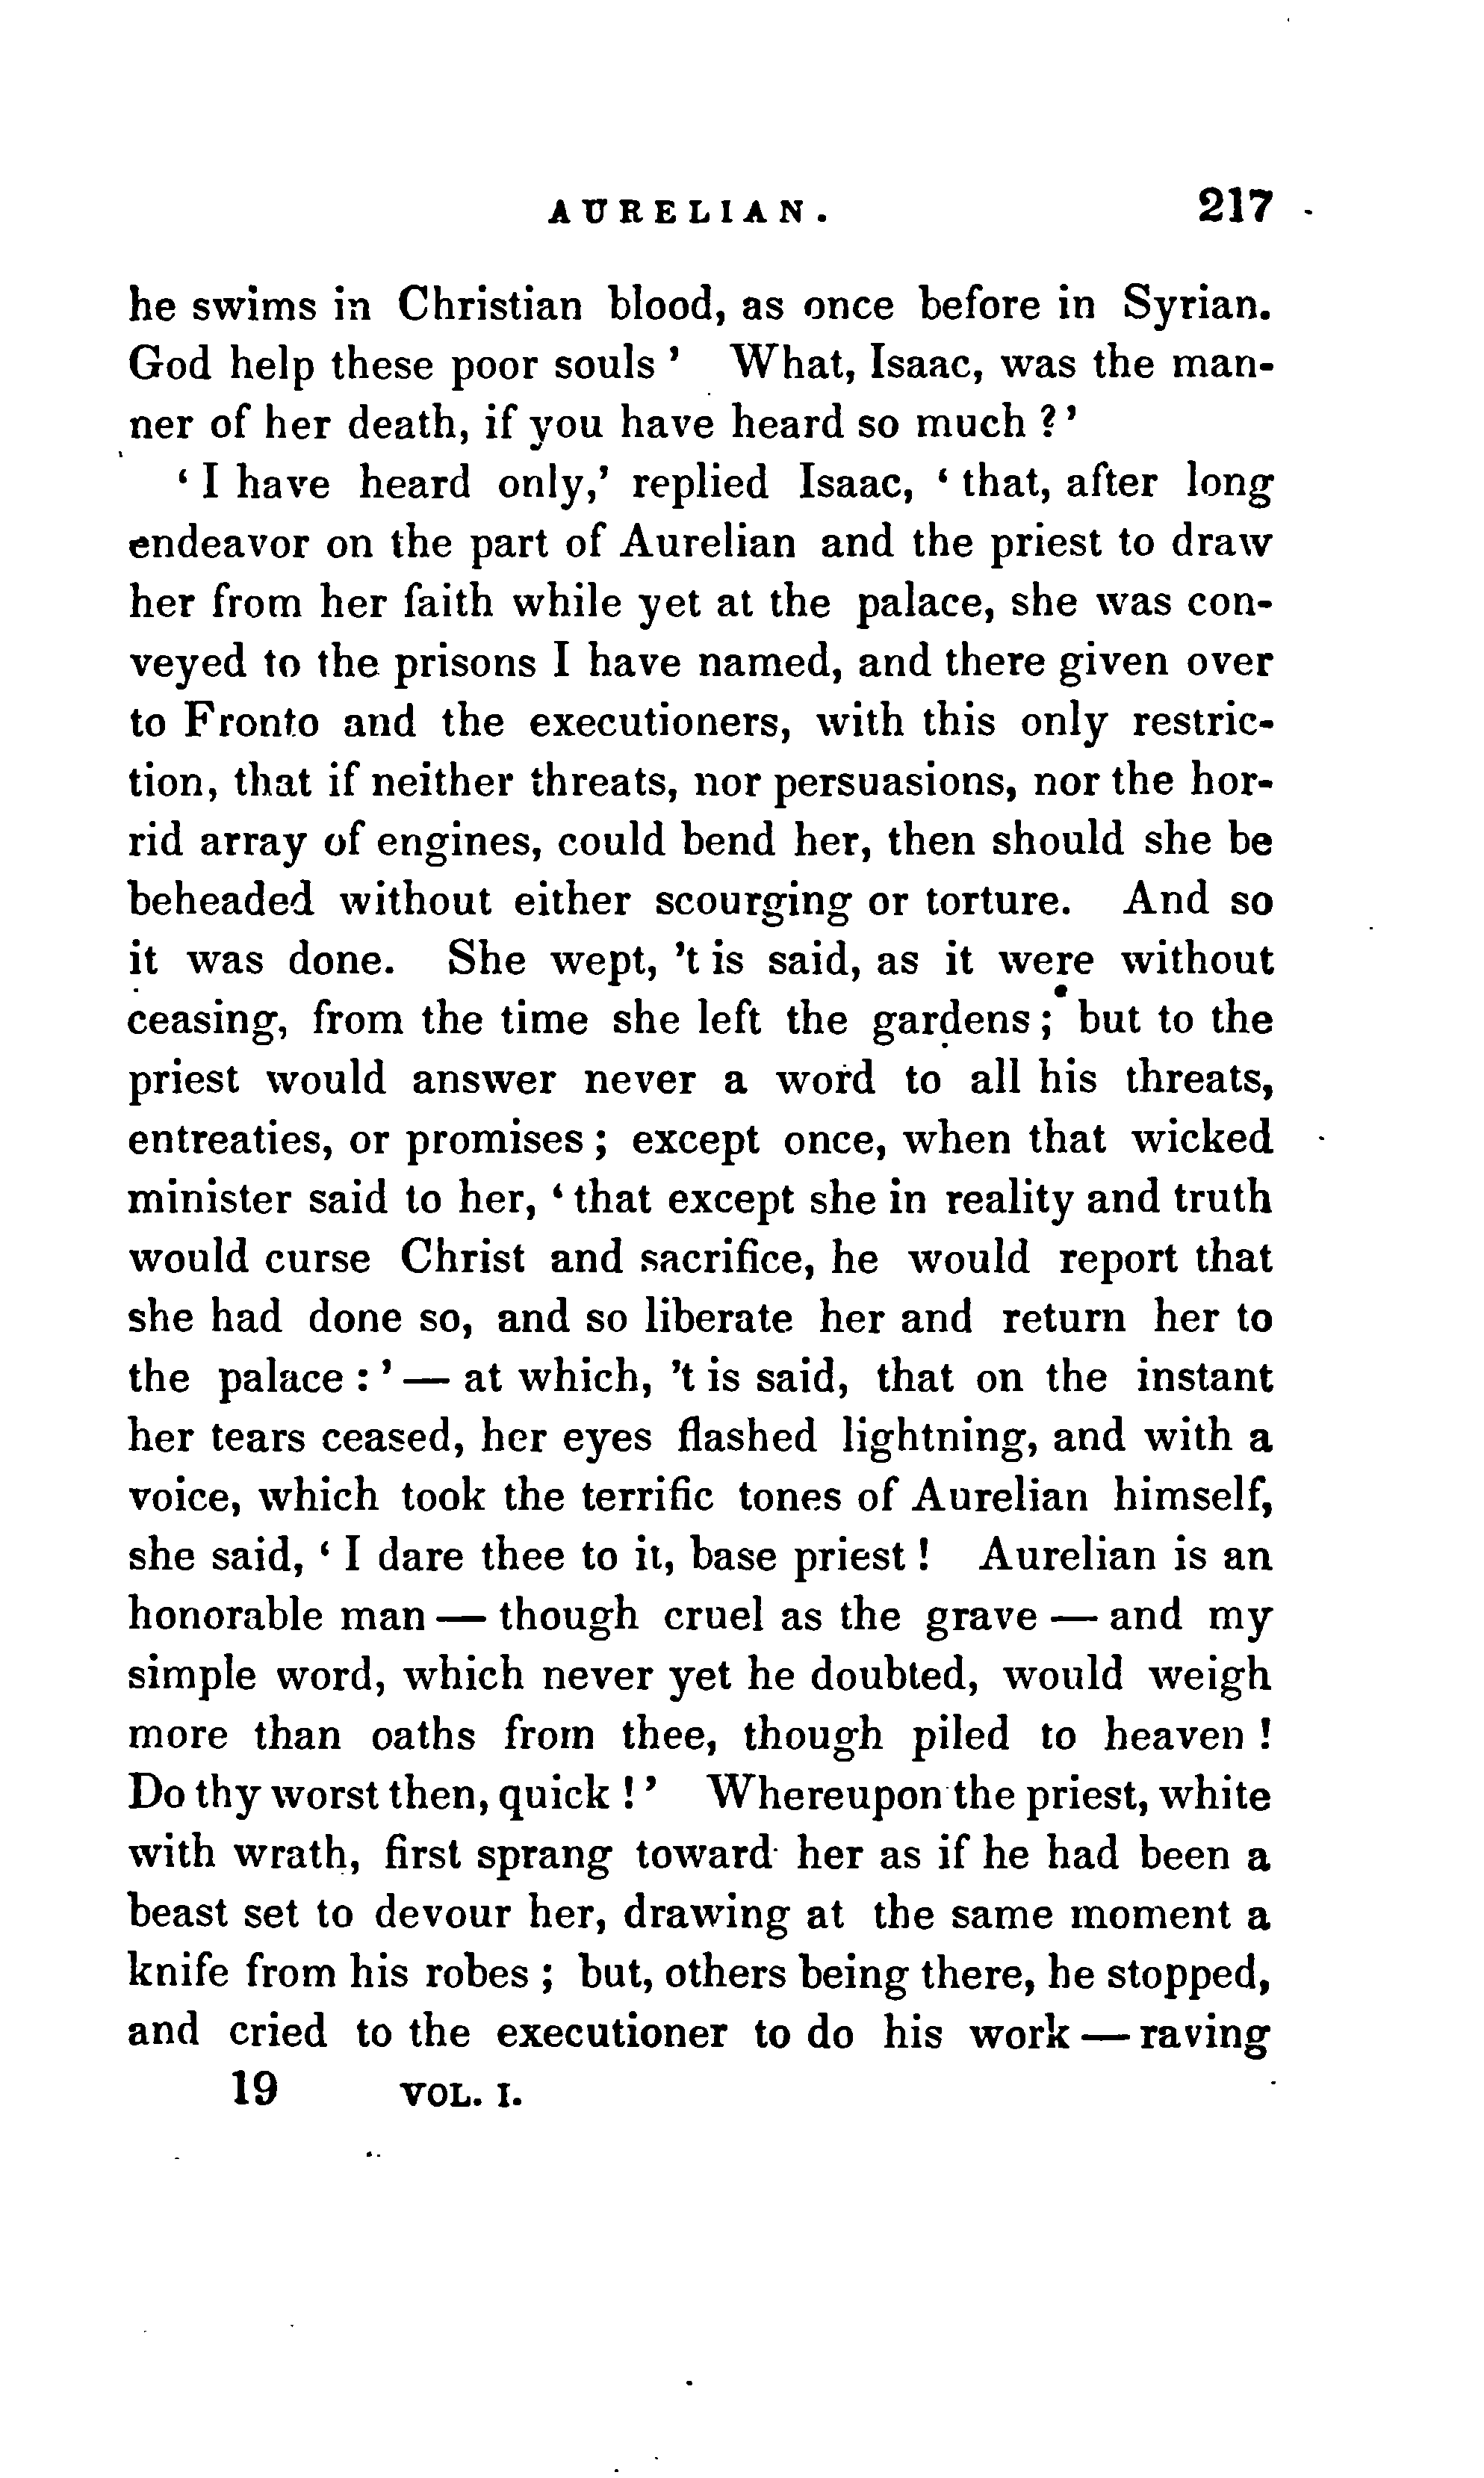 AURELIAN. 217
he swims in Christian blood, as once before in Syrian.
God help these poor souls ’ What, Isaac, was the man-
ner of her death, if you have heard so much ?’
‘ I have heard only,’ replied Isaac, ‘ that, after long
endeavor on the part of Aurelian and the priest to draw
her from her faith while yet at the palace, she was con-
veyed to the prisons I have named, and there given over
to Fronto and the executioners, with this only restric-
tion, that if neither threats, nor persuasions, nor the hor-
rid array of engines, could bend her, then should she be
beheaded without either scourging or torture. And so
it was done. She wept, ’t is said, as it were without
ceasing, from the time she left the gardens ; but to the
priest would answer never a word to all his threats,
entreaties, or promises ; except once, when that wicked
minister said to her, ‘ that except she in reality and truth
would curse Christ and sacrifice, he would report that
she had done so, and so liberate her and return her to
the palace : ’ — at which, ’t is said, that on the instant
her tears ceased, her eyes flashed lightning, and with a
voice, which took the terrific tones of Aurelian himself,
she said, ‘ I dare thee to it, base priest ! Aurelian is an
honorable man — though cruel as the grave — and my
simple word, which never yet he doubted, would weigh
more than oaths from thee, though piled to heaven !
Do thy worst then, quick ! ’ Whereupon the priest, white
with wrath, first sprang toward her as if he had been a
beast set to devour her, drawing at the same moment a
knife from his robes ; but, others being there, he stopped,
and cried to the executioner to do his work — raving
19 VOL. I.